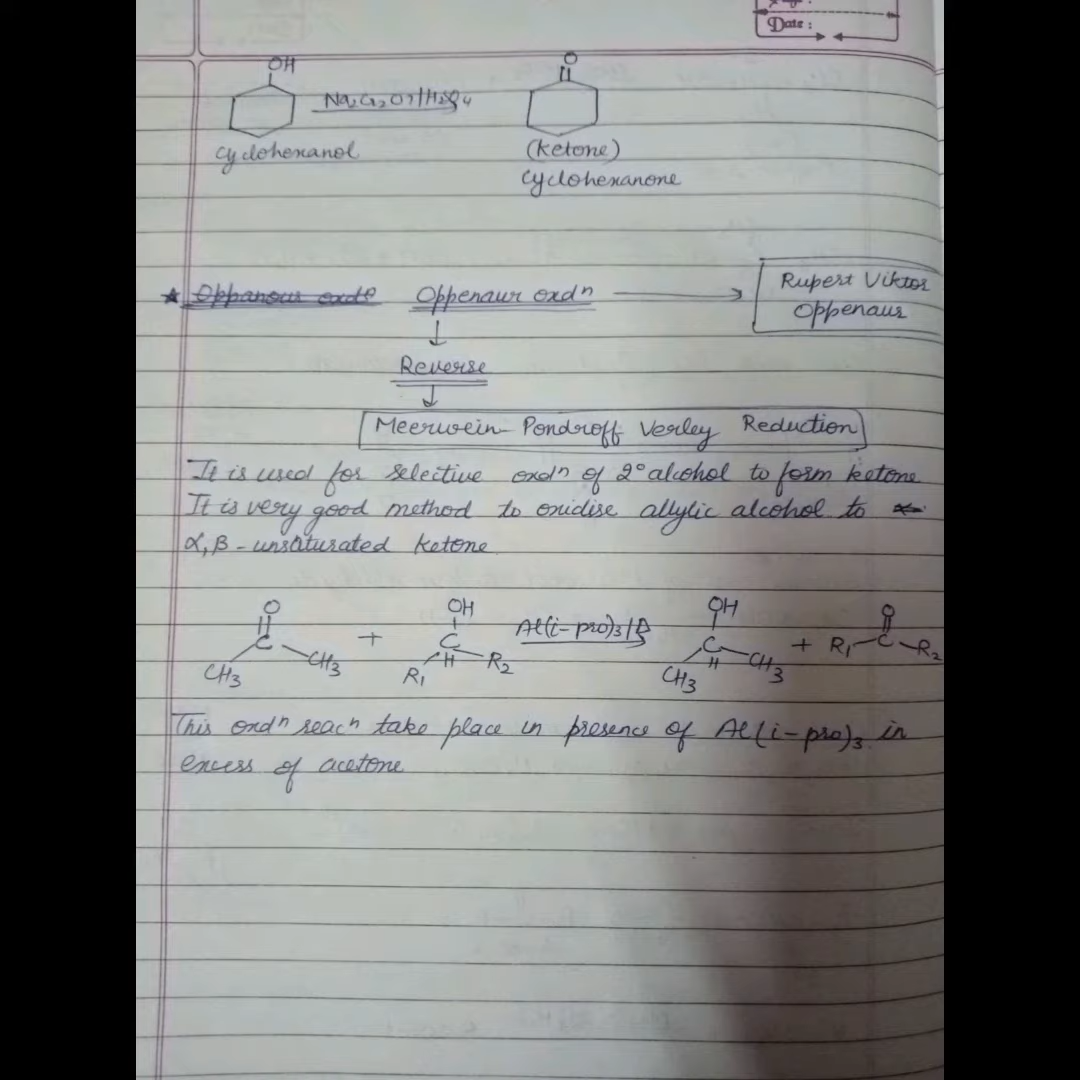 Date :
OH
O
Na2Cr2O7/H2SO4
cyclohexanol
(Ketone)
cyclohexanone
Oppenaur oxdⁿ
Rupert Viktor
Oppenaur
Reverse
Meerwein- Pondroff Verley Reduction
It is used for selective oxdⁿ of 2° alcohol to form ketone
It is very good method to oxidise allylic alcohol to
α,β - unsaturated ketone
O OH OH O
C + C Al(i-pro)3/Δ C + R1 C R2
CH3 CH3 R1 H R2 CH3 H CH3
This oxdⁿ reacⁿ take place in presence of Al(i-pro)3 in
excess of acetone